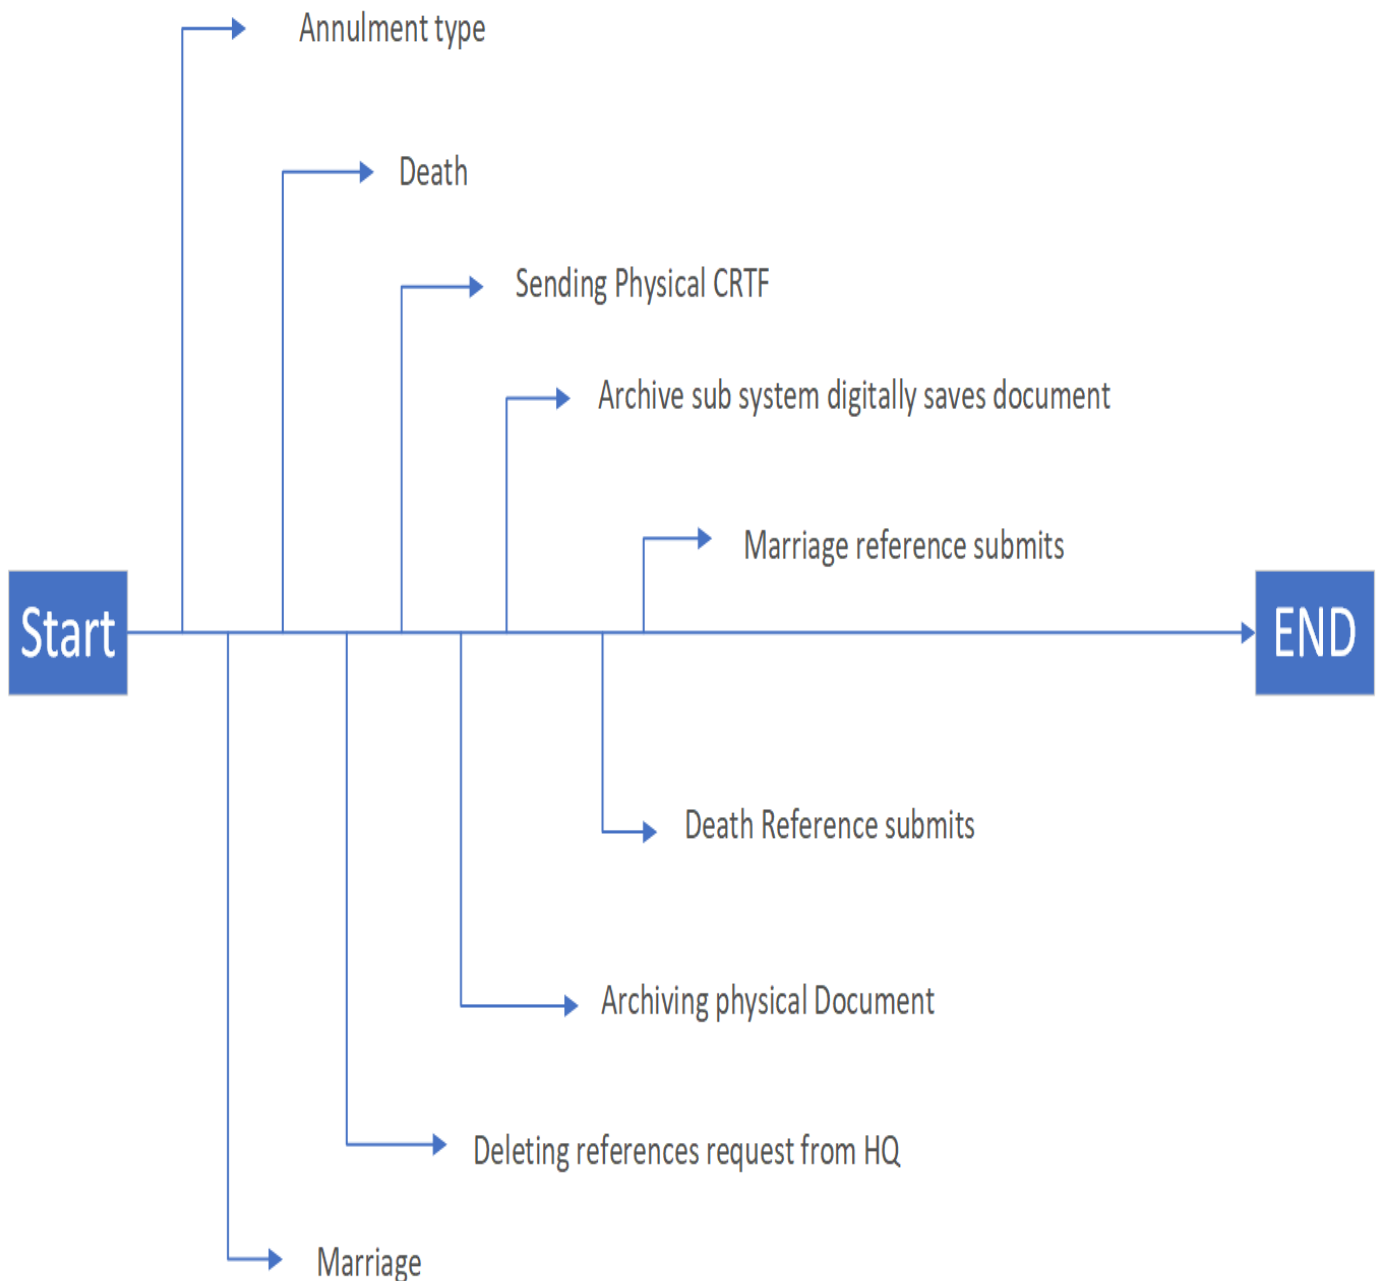 Annulment type
Death
Sending Physical CRTF
Archive sub system digitally saves document
Marriage reference submits
Start
END
Death Reference submits
Archiving physical Document
Deleting references request from HQ
Marriage